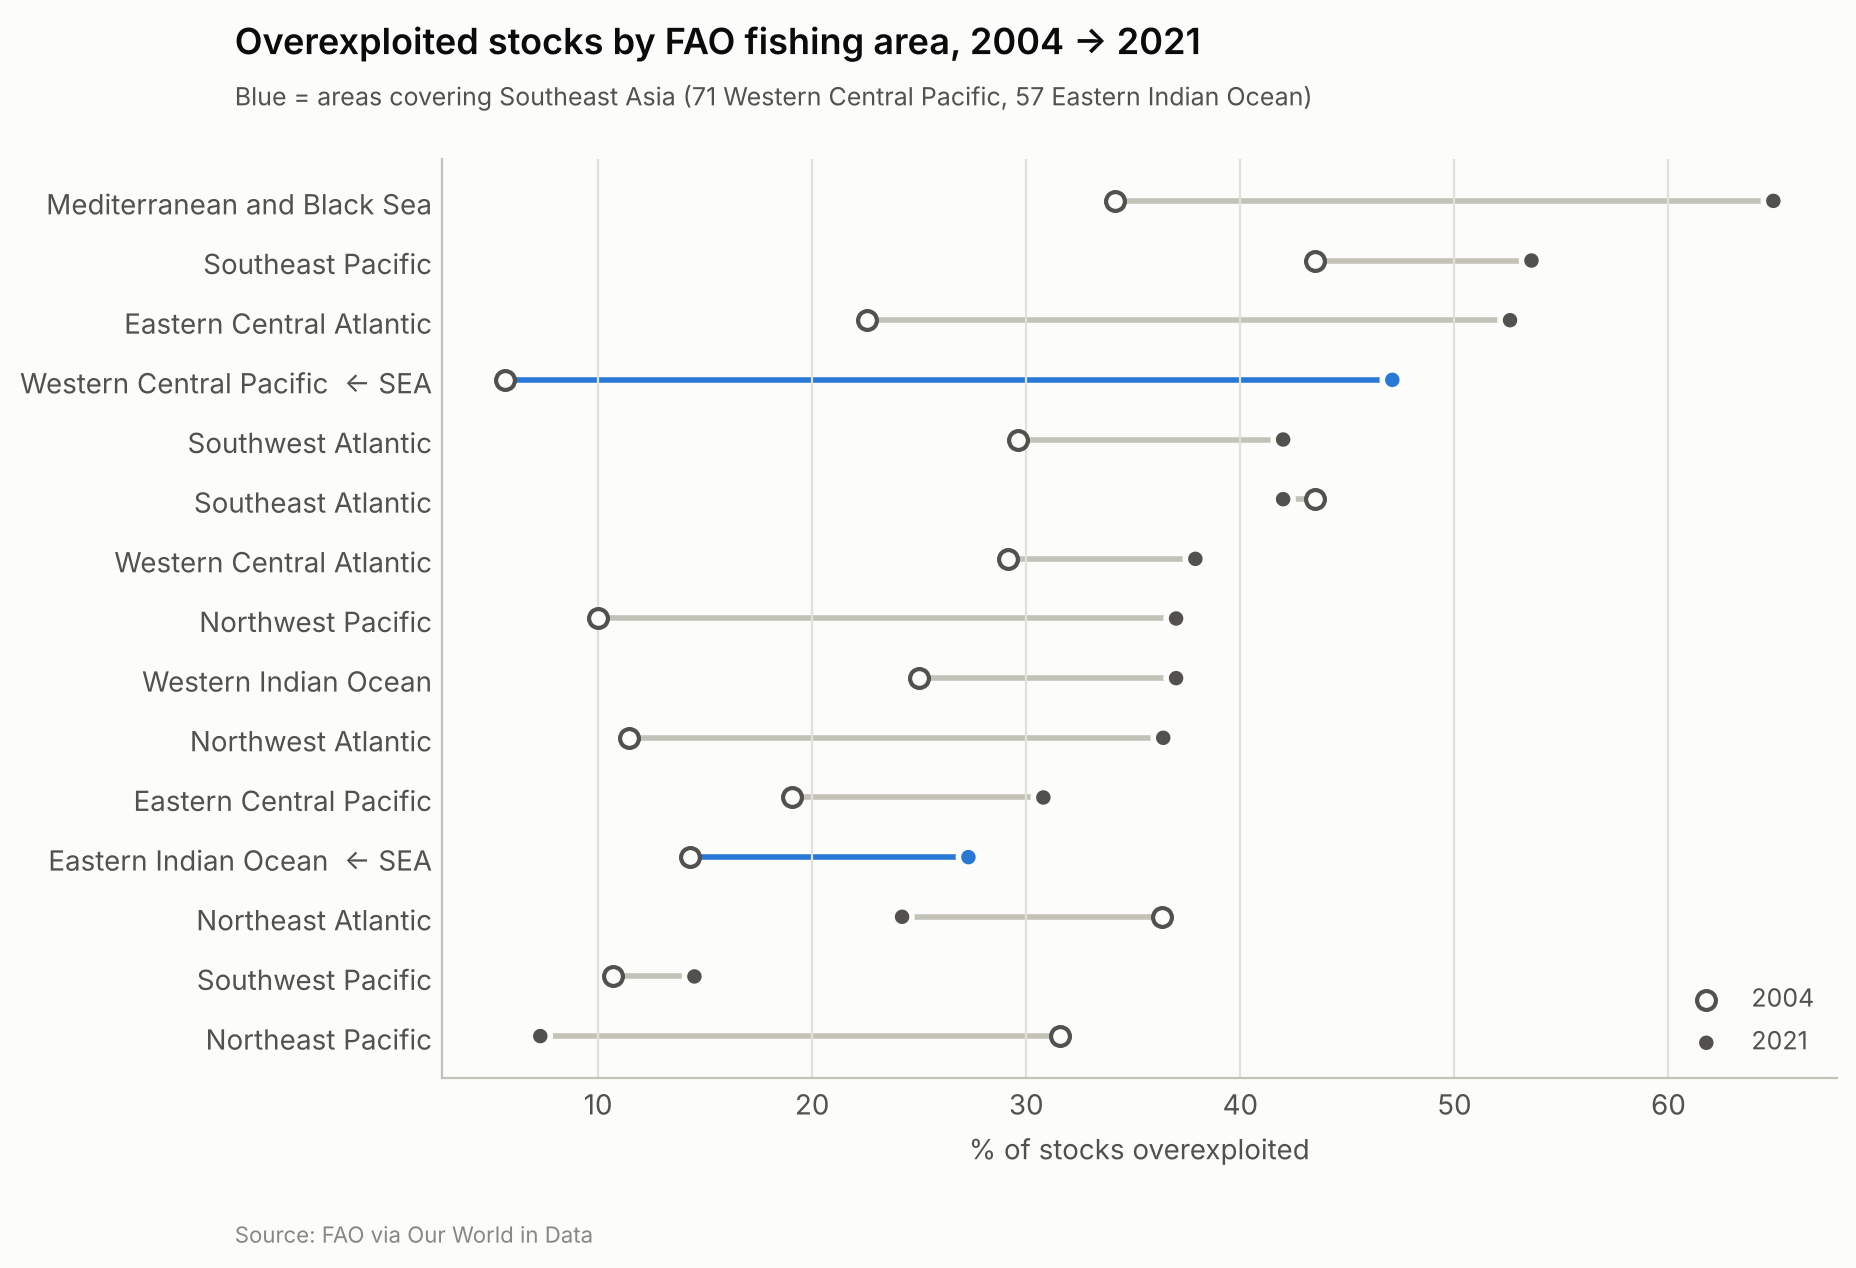 Overexploited stocks by FAO fishing area, 2004 → 2021
Blue = areas covering Southeast Asia (71 Western Central Pacific, 57 Eastern Indian Ocean)
Mediterranean and Black Sea
Southeast Pacific
Eastern Central Atlantic
Western Central Pacific ← SEA
Southwest Atlantic
Southeast Atlantic
Western Central Atlantic
Northwest Pacific
Western Indian Ocean
Northwest Atlantic
Eastern Central Pacific
Eastern Indian Ocean ← SEA
Northeast Atlantic
Southwest Pacific
Northeast Pacific
2004
2021
10 20 30 40 50 60
% of stocks overexploited
Source: FAO via Our World in Data